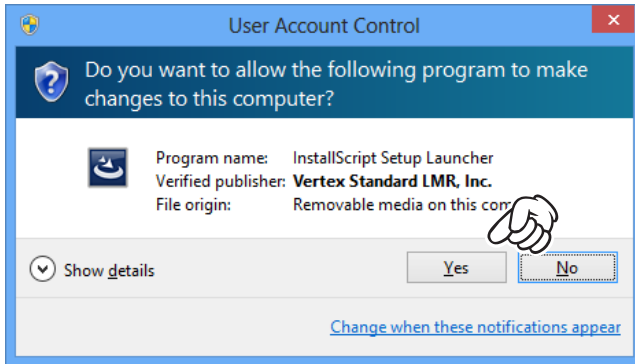 User Account Control
Do you want to allow the following program to make
changes to this computer?
Program name: InstallScript Setup Launcher
Verified publisher: Vertex Standard LMR, Inc.
File origin: Removable media on this
Show details
Yes
No
Change when these notifications appear